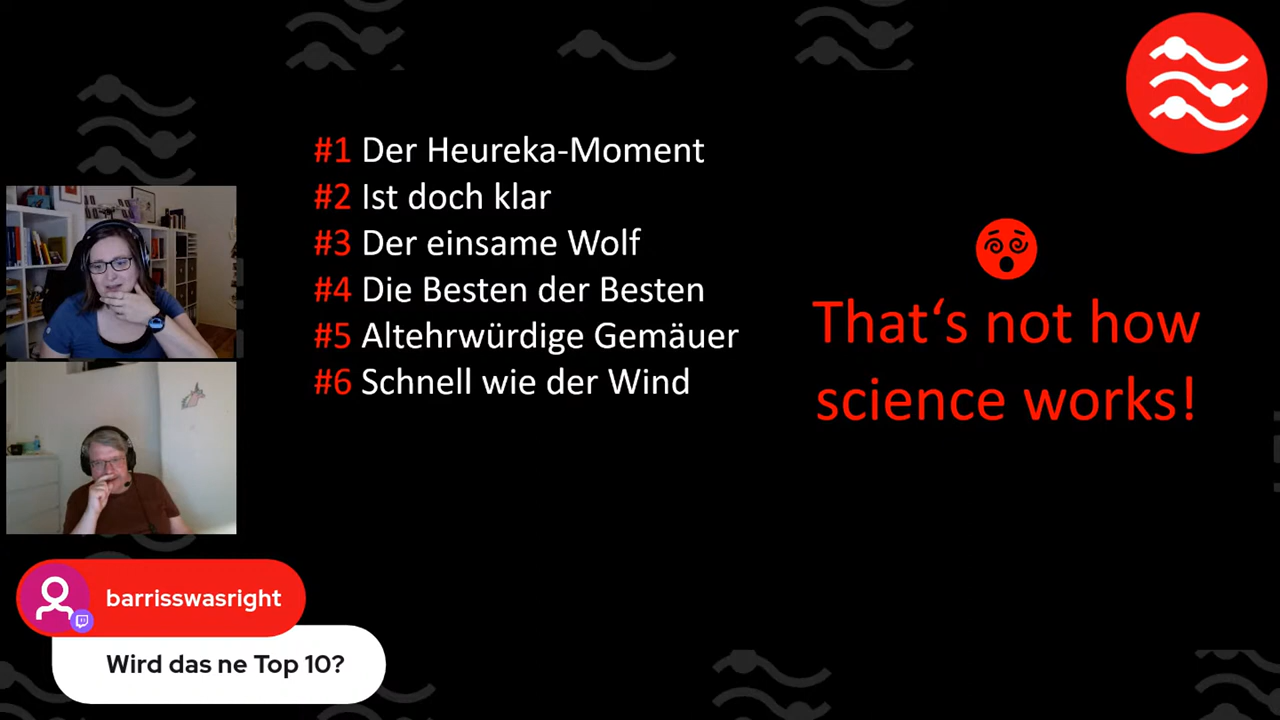 #1 Der Heureka-Moment
#2 Ist doch klar
#3 Der einsame Wolf
#4 Die Besten der Besten
#5 Altehrwürdige Gemäuer
#6 Schnell wie der Wind
That‘s not how
science works!
barrisswasright
Wird das ne Top 10?